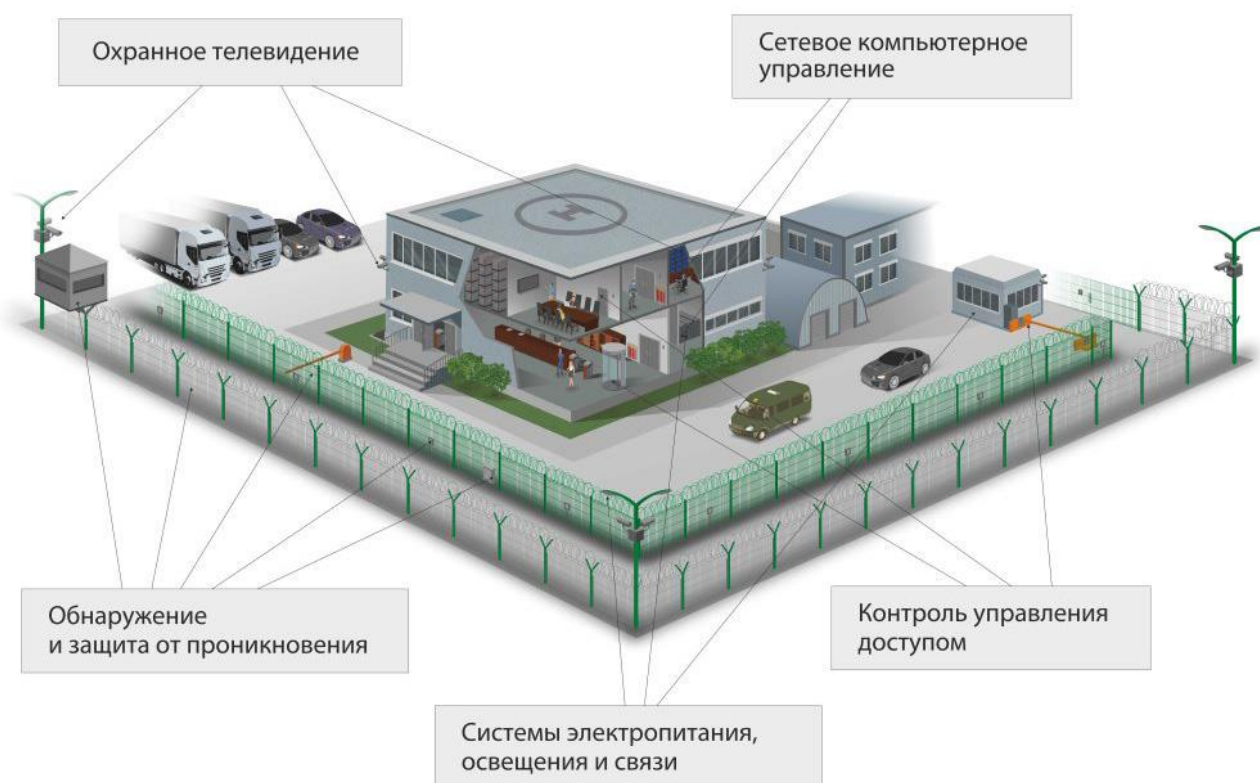 Охранное телевидение
Сетевое компьютерное
управление
H
Обнаружение
и защита от проникновения
Контроль управления
доступом
Системы электропитания,
освещения и связи